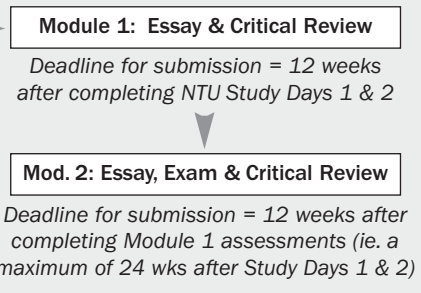 Module 1: Essay & Critical Review
Deadline for submission = 12 weeks
after completing NTU Study Days 1 & 2
Mod. 2: Essay, Exam & Critical Review
Deadline for submission = 12 weeks after
completing Module 1 assessments (ie. a
maximum of 24 wks after Study Days 1 & 2)